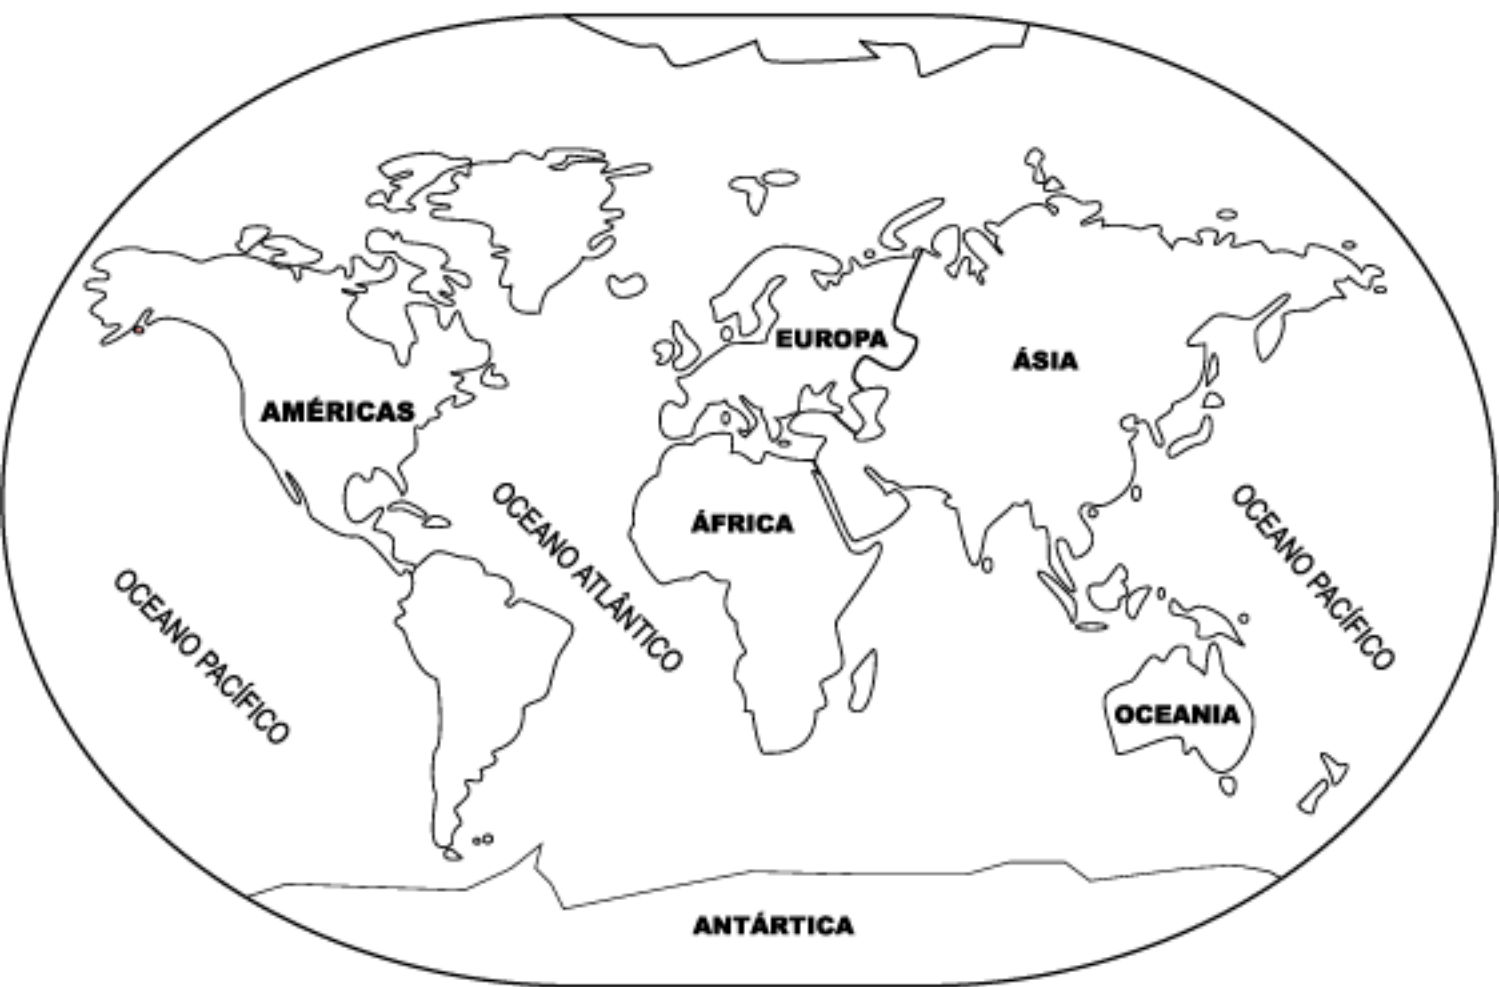 EUROPA
ÁSIA
AMÉRICAS
OCEANO ATLÂNTICO
ÁFRICA
OCEANO PACÍFICO
OCEANO PACÍFICO
OCEANIA
ANTÁRTICA